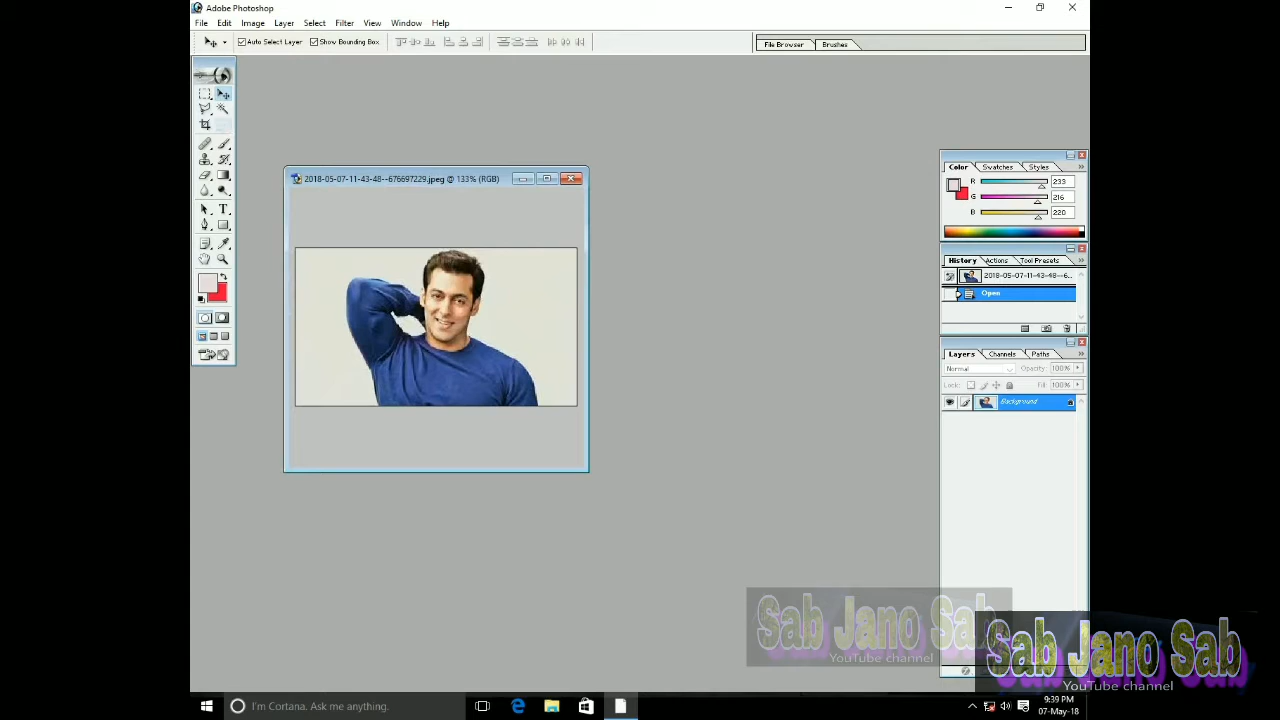 Adobe Photoshop
File Edit Image Layer Select Filter View Window Help
Auto Select Layer Show Bounding Box
File Browser Brushes
2018-05-07-11-43-48--676697229.jpeg @ 133% (RGB)
Color Swatches Styles
R 233
G 216
B 220
History Actions Tool Presets
2018-05-07-11-43-48--6...
Open
Layers Channels Paths
Normal Opacity: 100%
Lock: Fill: 100%
Background
Sab Jano Sab
YouTube channel
Sab Jano Sab
YouTube channel
I'm Cortana. Ask me anything.
9:39 PM
07-May-18